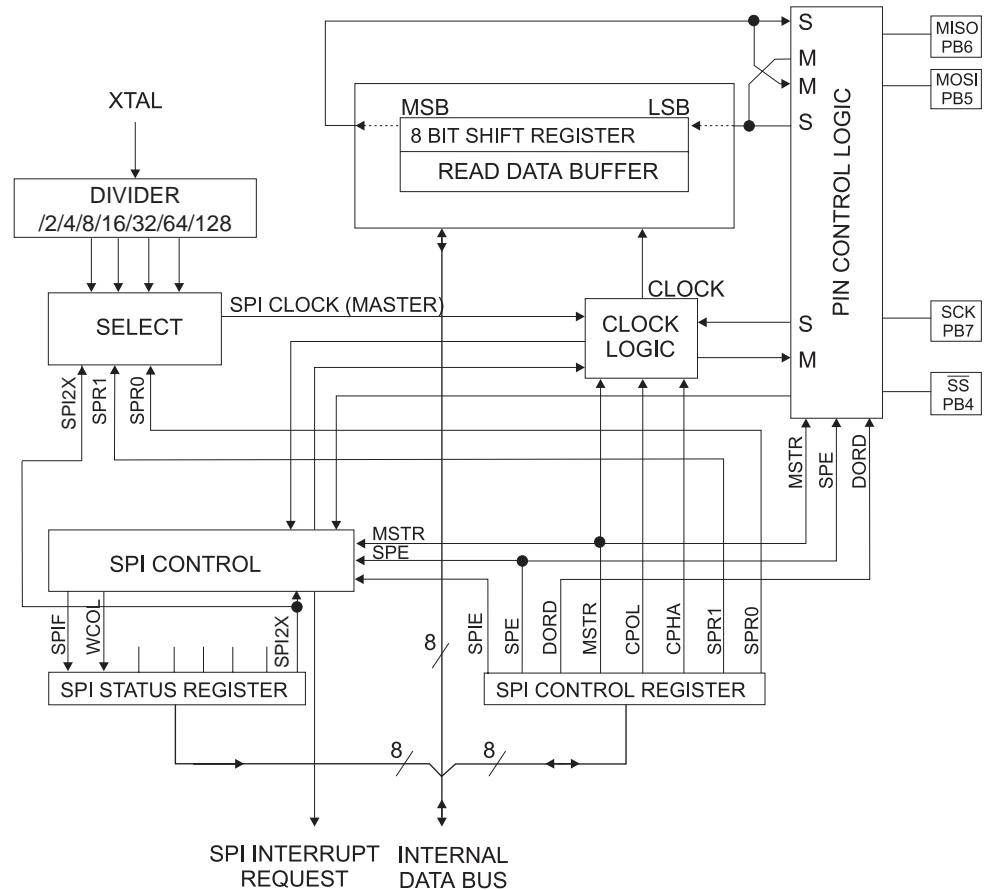 S
MISO
PB6
M
M
MOSI
PB5
S
MSB
LSB
8 BIT SHIFT REGISTER
READ DATA BUFFER
XTAL
DIVIDER
/2/4/8/16/32/64/128
PIN CONTROL LOGIC
SPI CLOCK (MASTER)
CLOCK
SELECT
CLOCK
LOGIC
S
M
SCK
PB7
SS
PB4
SPI2X
SPR1
SPR0
MSTR
SPE
DORD
MSTR
SPE
SPI CONTROL
SPIF
WCOL
SPI2X
8
SPIE
SPE
DORD
MSTR
CPOL
CPHA
SPR1
SPR0
SPI STATUS REGISTER
SPI CONTROL REGISTER
8
8
SPI INTERRUPT
REQUEST
INTERNAL
DATA BUS